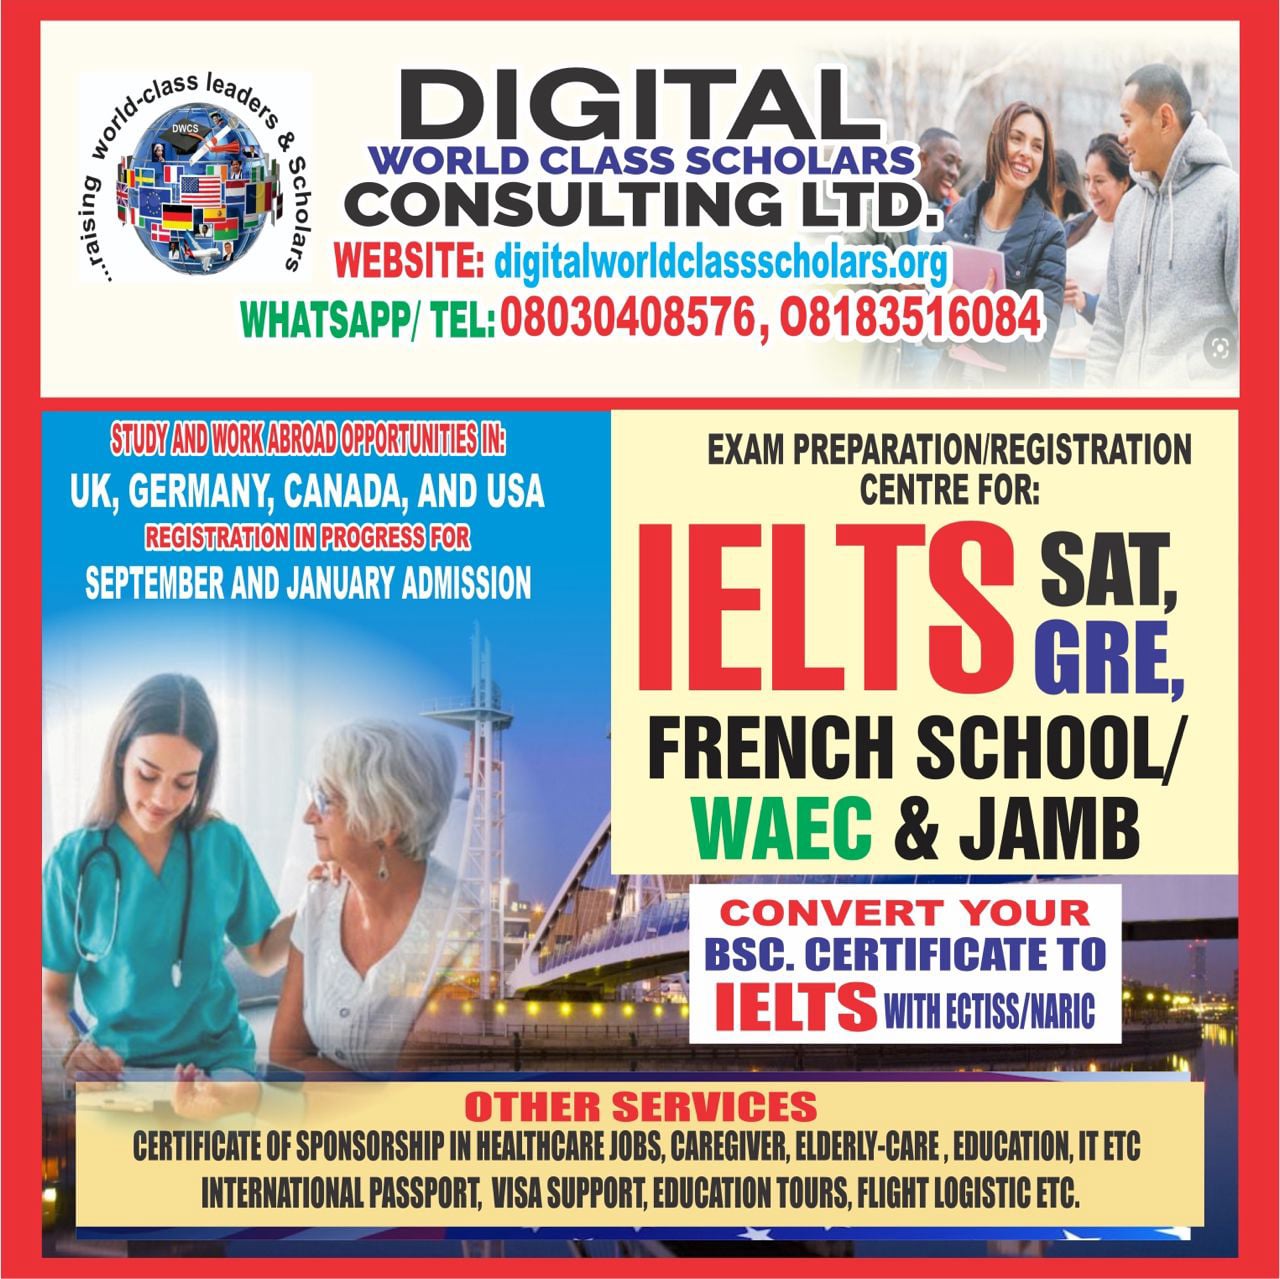 ...raising world-class leaders & Scholars
DWCS
DIGITAL
WORLD CLASS SCHOLARS
CONSULTING LTD.
WEBSITE: digitalworldclassscholars.org
WHATSAPP/ TEL: 08030408576, O8183516084
STUDY AND WORK ABROAD OPPORTUNITIES IN:
UK, GERMANY, CANADA, AND USA
REGISTRATION IN PROGRESS FOR
SEPTEMBER AND JANUARY ADMISSION
EXAM PREPARATION/REGISTRATION
CENTRE FOR:
IELTS SAT,
GRE,
FRENCH SCHOOL/
WAEC & JAMB
CONVERT YOUR
BSC. CERTIFICATE TO
IELTS WITH ECTISS/NARIC
OTHER SERVICES
CERTIFICATE OF SPONSORSHIP IN HEALTHCARE JOBS, CAREGIVER, ELDERLY-CARE , EDUCATION, IT ETC
INTERNATIONAL PASSPORT, VISA SUPPORT, EDUCATION TOURS, FLIGHT LOGISTIC ETC.